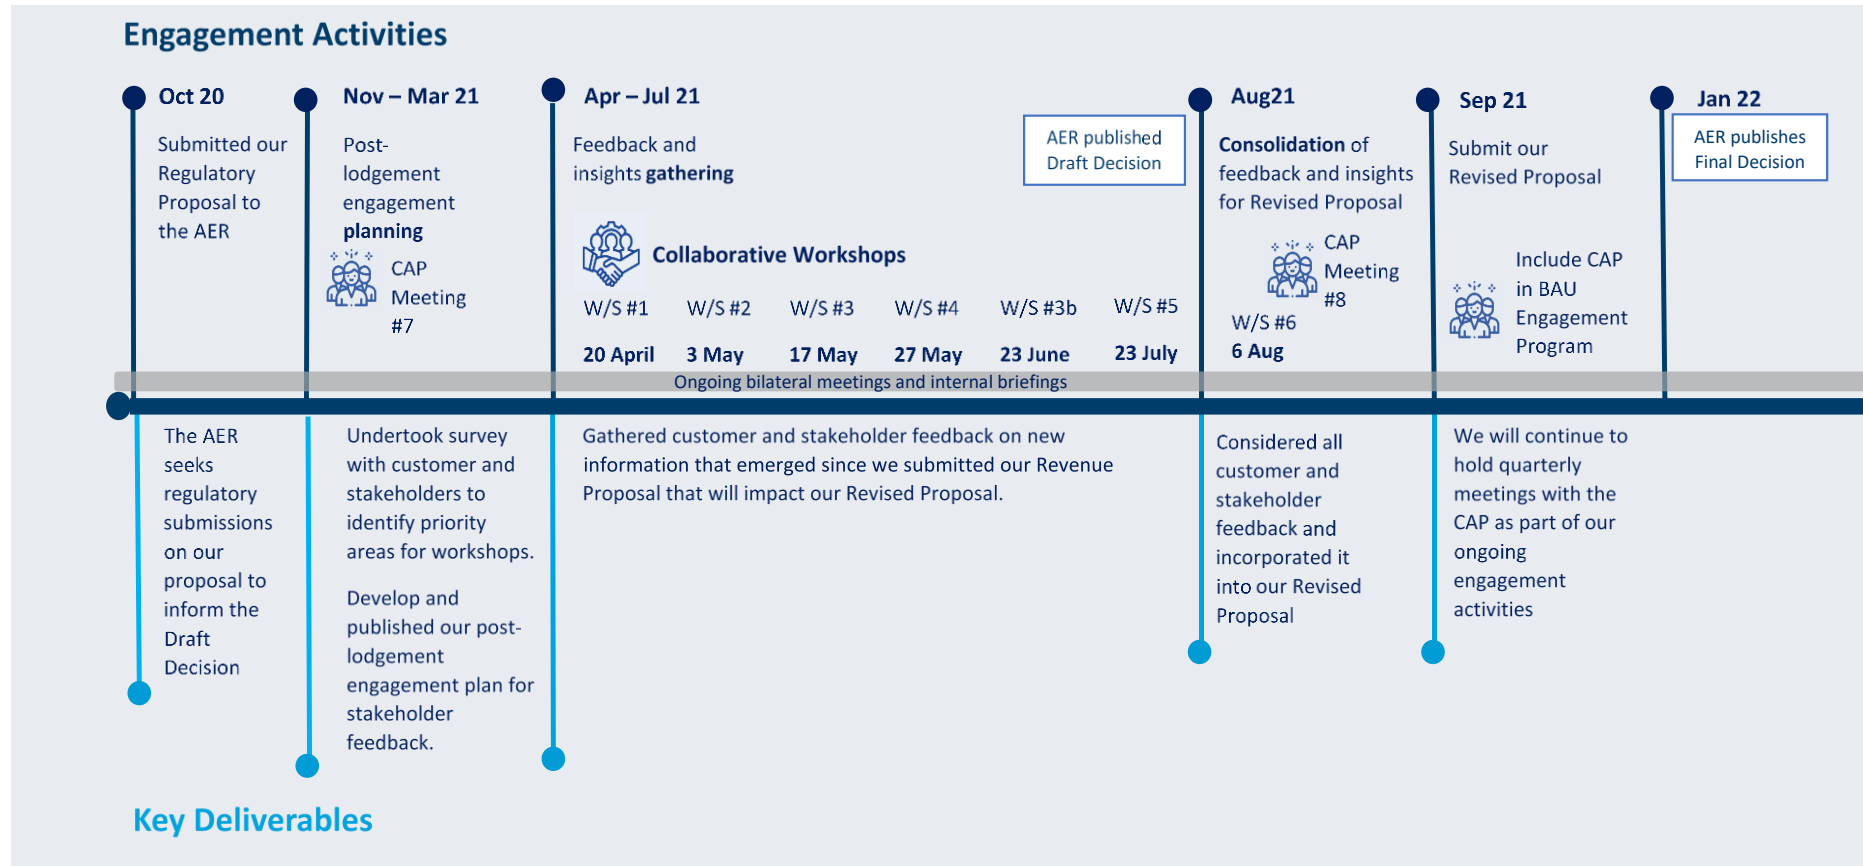 Engagement Activities
Oct 20
Submitted our
Regulatory
Proposal to
the AER
Nov – Mar 21
Post-
lodgement
engagement
planning
CAP
Meeting
#7
Apr – Jul 21
Feedback and
insights gathering
Collaborative Workshops
W/S #1
20 April
W/S #2
3 May
W/S #3
17 May
W/S #4
27 May
W/S #3b
23 June
W/S #5
23 July
AER published
Draft Decision
Aug21
Consolidation of
feedback and insights
for Revised Proposal
CAP
Meeting
#8
W/S #6
6 Aug
Sep 21
Submit our
Revised Proposal
Include CAP
in BAU
Engagement
Program
Jan 22
AER publishes
Final Decision
Ongoing bilateral meetings and internal briefings
The AER
seeks
regulatory
submissions
on our
proposal to
inform the
Draft
Decision
Undertook survey
with customer and
stakeholders to
identify priority
areas for workshops.
Develop and
published our post-
lodgement
engagement plan for
stakeholder
feedback.
Gathered customer and stakeholder feedback on new
information that emerged since we submitted our Revenue
Proposal that will impact our Revised Proposal.
Considered all
customer and
stakeholder
feedback and
incorporated it
into our Revised
Proposal
We will continue to
hold quarterly
meetings with the
CAP as part of our
ongoing
engagement
activities
Key Deliverables